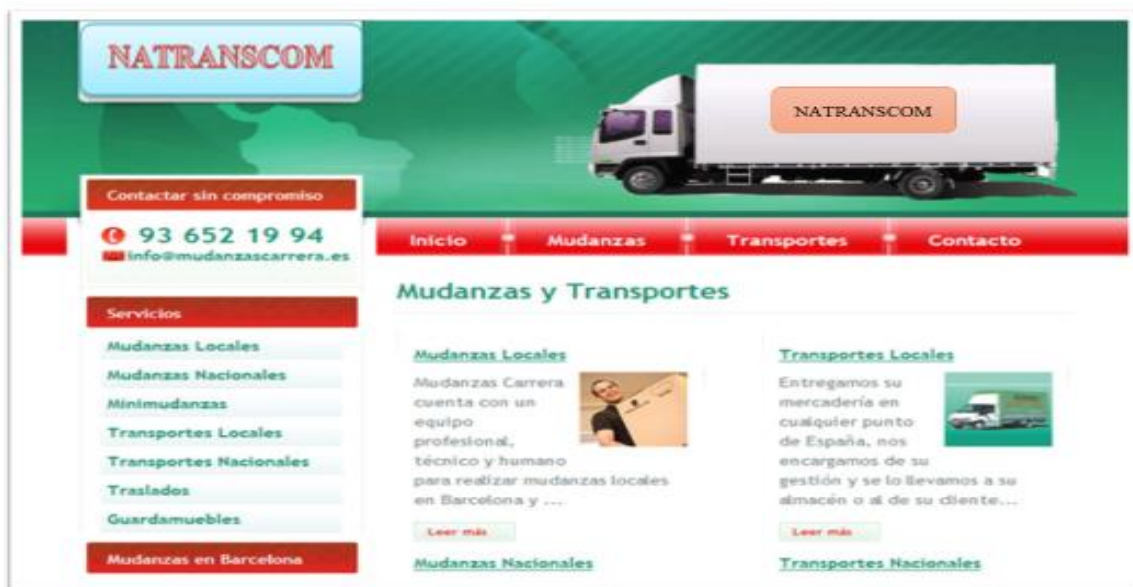 NATRANSCOM
NATRANSCOM
Contactar sin compromiso
93 652 19 94
info@mudanzascarrera.es
Inicio
Mudanzas
Transportes
Contacto
Servicios
Mudanzas Locales
Mudanzas Nacionales
Minimudanzas
Transportes Locales
Transportes Nacionales
Traslados
Guardamuebles
Mudanzas en Barcelona
Mudanzas y Transportes
Mudanzas Locales
Mudanzas Carrera
cuenta con un
equipo
profesional,
técnico y humano
para realizar mudanzas locales
en Barcelona y ...
Leer más
Mudanzas Nacionales
Transportes Locales
Entregamos su
mercadería en
cualquier punto
de España, nos
encargamos de su
gestión y se lo llevamos a su
almacén o al de su cliente...
Leer más
Transportes Nacionales